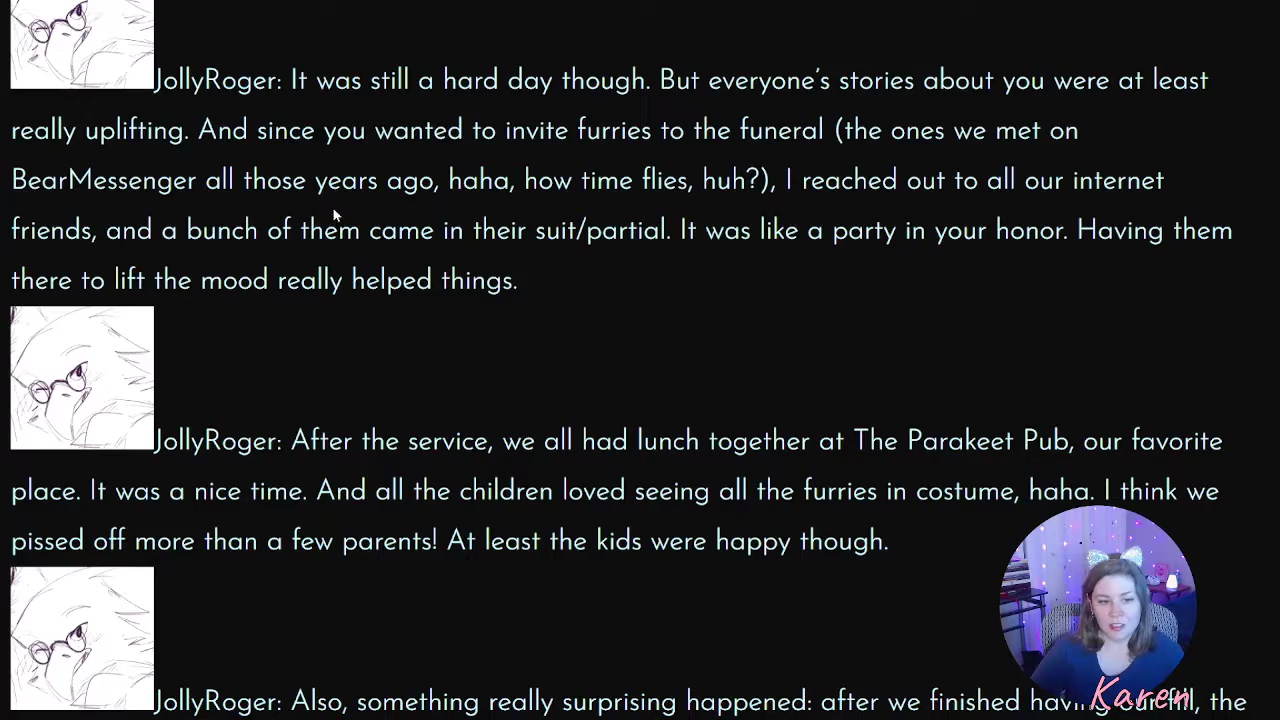 JollyRoger: It was still a hard day though. But everyone’s stories about you were at least
really uplifting. And since you wanted to invite furries to the funeral (the ones we met on
BearMessenger all those years ago, haha, how time flies, huh?), I reached out to all our internet
friends, and a bunch of them came in their suit/partial. It was like a party in your honor. Having them
there to lift the mood really helped things.
JollyRoger: After the service, we all had lunch together at The Parakeet Pub, our favorite
place. It was a nice time. And all the children loved seeing all the furries in costume, haha. I think we
pissed off more than a few parents! At least the kids were happy though.
JollyRoger: Also, something really surprising happened: after we finished having our fill, the
Karen